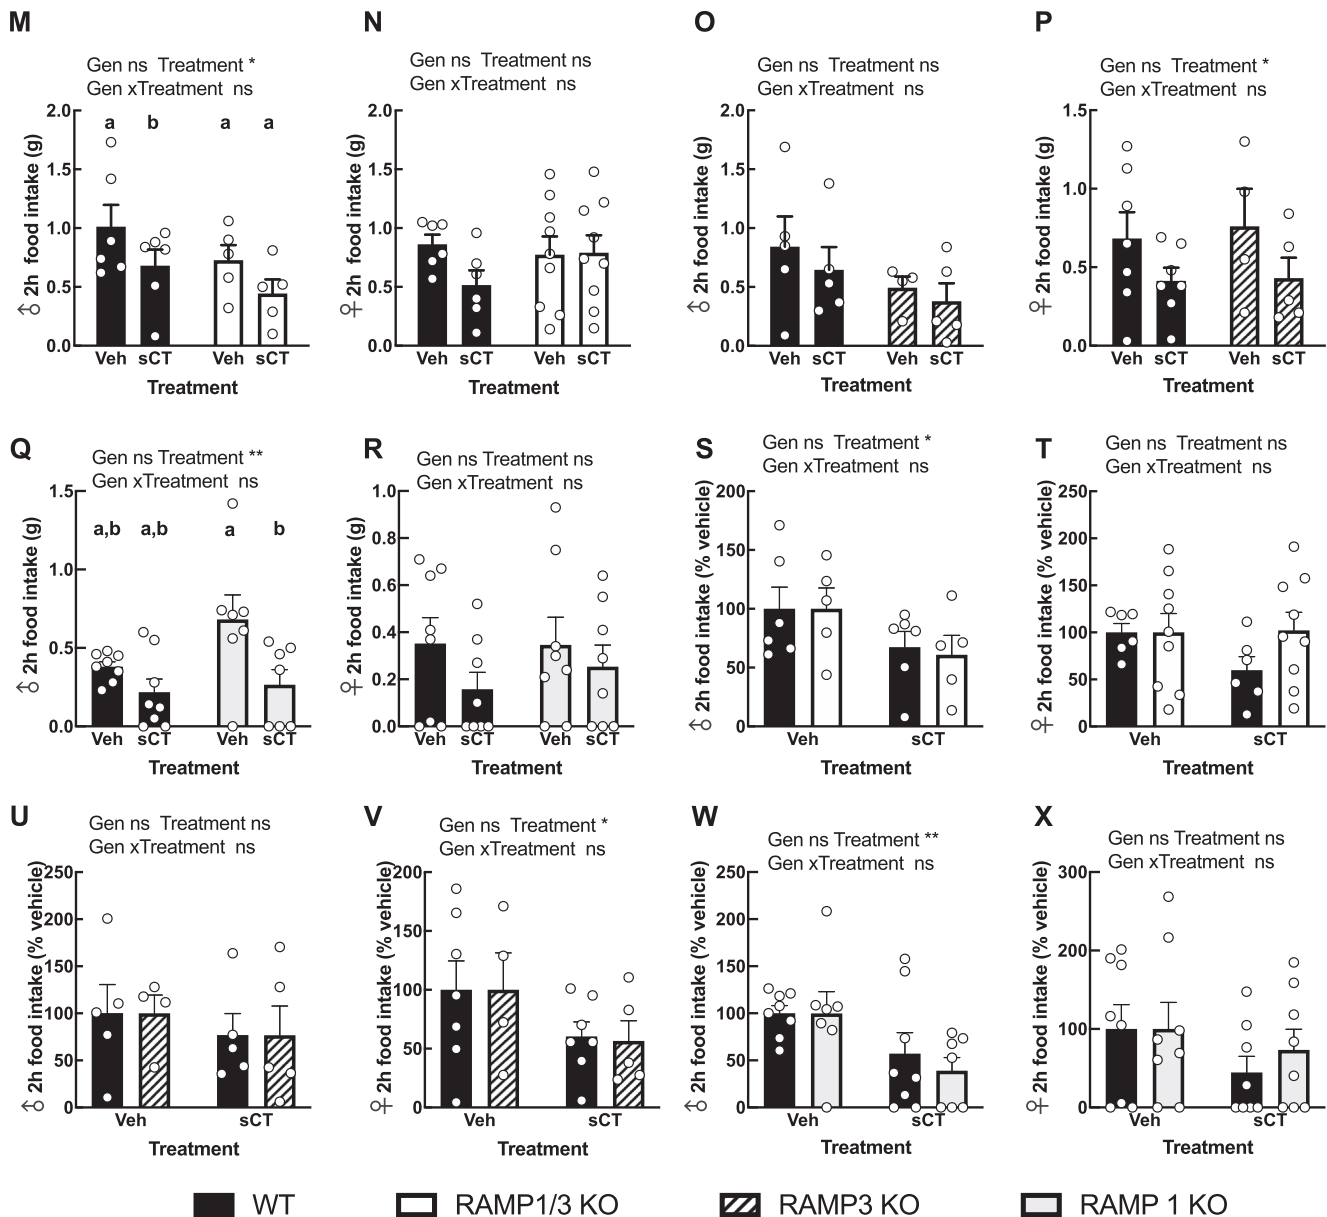 M
Gen ns Treatment *
Gen xTreatment ns
♂ 2h food intake (g)
2.0
1.5
1.0
0.5
0.0
a b a a
Veh sCT Veh sCT
Treatment
N
Gen ns Treatment ns
Gen xTreatment ns
♀ 2h food intake (g)
2.0
1.5
1.0
0.5
0.0
Veh sCT Veh sCT
Treatment
O
Gen ns Treatment ns
Gen xTreatment ns
♂ 2h food intake (g)
2.0
1.5
1.0
0.5
0.0
Veh sCT Veh sCT
Treatment
P
Gen ns Treatment *
Gen xTreatment ns
♀ 2h food intake (g)
1.5
1.0
0.5
0.0
Veh sCT Veh sCT
Treatment
Q
Gen ns Treatment **
Gen xTreatment ns
♂ 2h food intake (g)
1.5
1.0
0.5
0.0
a,b a,b a b
Veh sCT Veh sCT
Treatment
R
Gen ns Treatment ns
Gen xTreatment ns
♀ 2h food intake (g)
1.0
0.8
0.6
0.4
0.2
0.0
Veh sCT Veh sCT
Treatment
S
Gen ns Treatment *
Gen xTreatment ns
♂ 2h food intake (% vehicle)
200
150
100
50
0
Veh sCT
Treatment
T
Gen ns Treatment ns
Gen xTreatment ns
♀ 2h food intake (% vehicle)
250
200
150
100
50
0
Veh sCT
Treatment
U
Gen ns Treatment ns
Gen xTreatment ns
♂ 2h food intake (% vehicle)
250
200
150
100
50
0
Veh sCT
Treatment
V
Gen ns Treatment *
Gen xTreatment ns
♀ 2h food intake (% vehicle)
200
150
100
50
0
Veh sCT
Treatment
W
Gen ns Treatment **
Gen xTreatment ns
♂ 2h food intake (% vehicle)
250
200
150
100
50
0
Veh sCT
Treatment
X
Gen ns Treatment ns
Gen xTreatment ns
♀ 2h food intake (% vehicle)
300
200
100
0
Veh sCT
Treatment
WT RAMP1/3 KO RAMP3 KO RAMP 1 KO